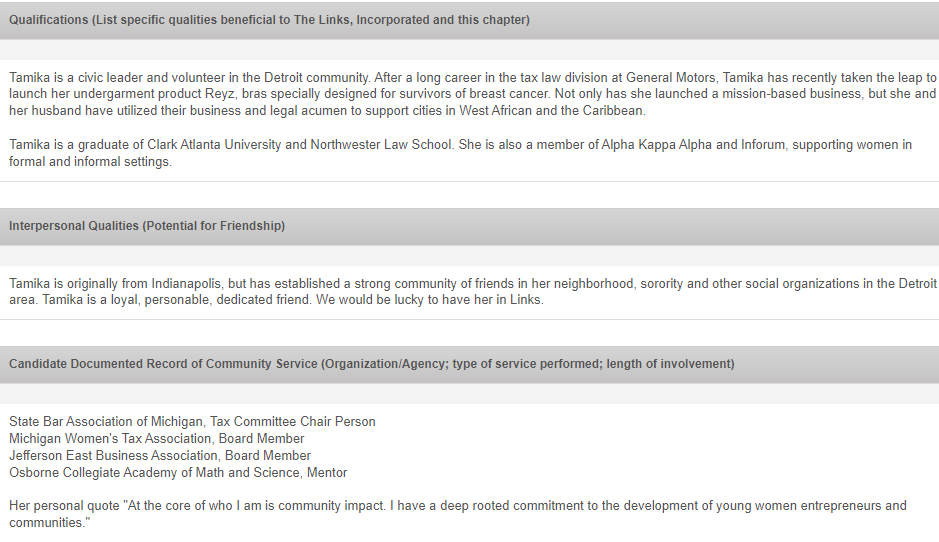 Qualifications (List specific qualities beneficial to The Links, Incorporated and this chapter)
Tamika is a civic leader and volunteer in the Detroit community. After a long career in the tax law division at General Motors, Tamika has recently taken the leap to
launch her undergarment product Reyz, bras specially designed for survivors of breast cancer. Not only has she launched a mission-based business, but she and
her husband have utilized their business and legal acumen to support cities in West African and the Caribbean.
Tamika is a graduate of Clark Atlanta University and Northwester Law School. She is also a member of Alpha Kappa Alpha and Inforum, supporting women in
formal and informal settings.
Interpersonal Qualities (Potential for Friendship)
Tamika is originally from Indianapolis, but has established a strong community of friends in her neighborhood, sorority and other social organizations in the Detroit
area. Tamika is a loyal, personable, dedicated friend. We would be lucky to have her in Links.
Candidate Documented Record of Community Service (Organization/Agency; type of service performed; length of involvement)
State Bar Association of Michigan, Tax Committee Chair Person
Michigan Women's Tax Association, Board Member
Jefferson East Business Association, Board Member
Osborne Collegiate Academy of Math and Science, Mentor
Her personal quote "At the core of who I am is community impact. I have a deep rooted commitment to the development of young women entrepreneurs and
communities."